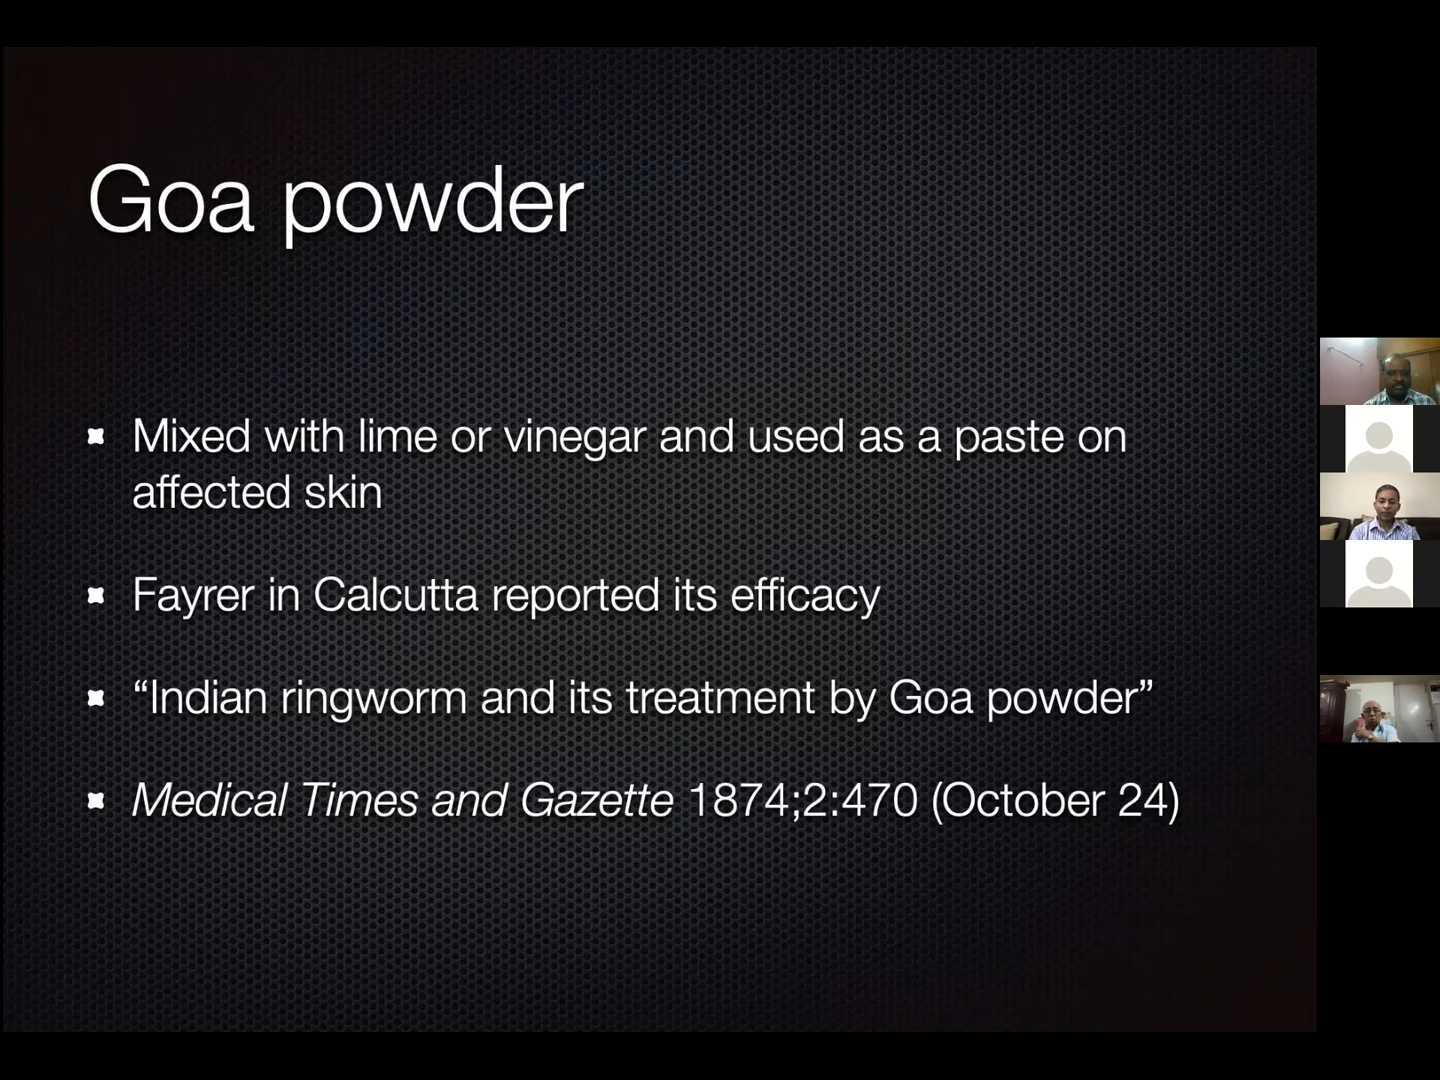 Goa powder
Mixed with lime or vinegar and used as a paste on
affected skin
Fayrer in Calcutta reported its efficacy
“Indian ringworm and its treatment by Goa powder”
Medical Times and Gazette 1874;2:470 (October 24)